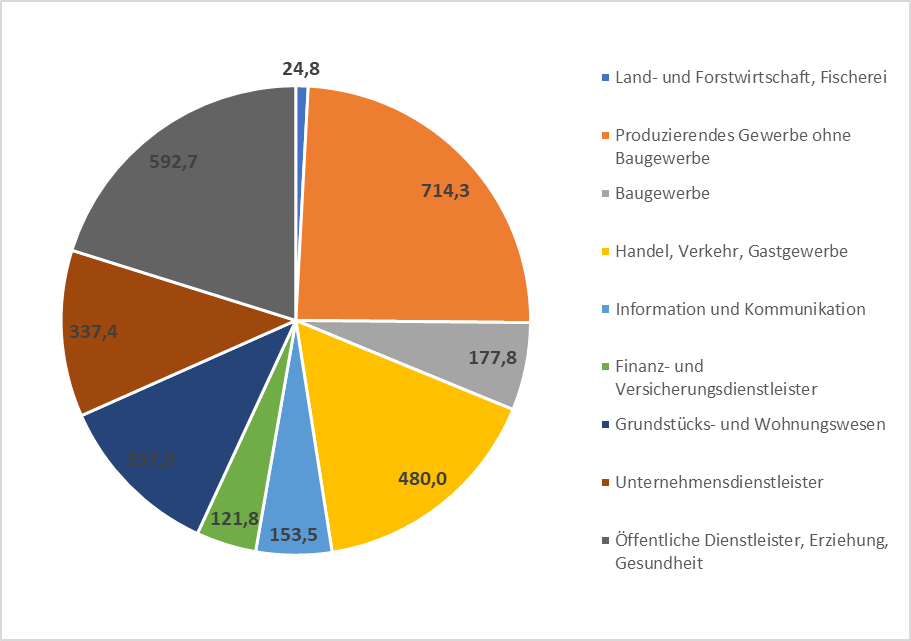 24,8
Land- und Forstwirtschaft, Fischerei
Produzierendes Gewerbe ohne
Baugewerbe
592,7
714,3
Baugewerbe
Handel, Verkehr, Gastgewerbe
Information und Kommunikation
337,4
177,8
Finanz- und
Versicherungsdienstleister
Grundstücks- und Wohnungswesen
337,0
480,0
Unternehmensdienstleister
121,8
153,5
Öffentliche Dienstleister, Erziehung,
Gesundheit